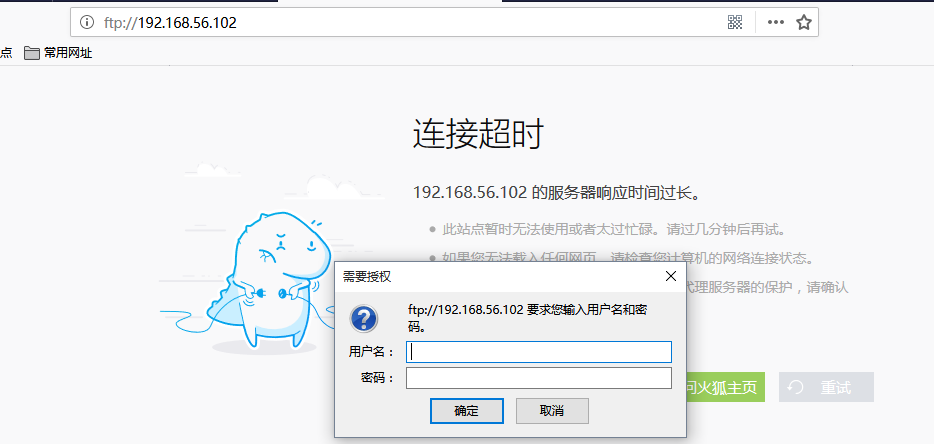 ftp://192.168.56.102
点 常用网址
连接超时
192.168.56.102 的服务器响应时间过长。
此站点暂时无法使用或者太过忙碌。请过几分钟后再试。
如果您无法载入任何网页，请检查您计算机的网络连接状态。
代理服务器的保护，请确认
需要授权
ftp://192.168.56.102 要求您输入用户名和密
码。
用户名：
密码：
确定 取消
问火狐主页 重试